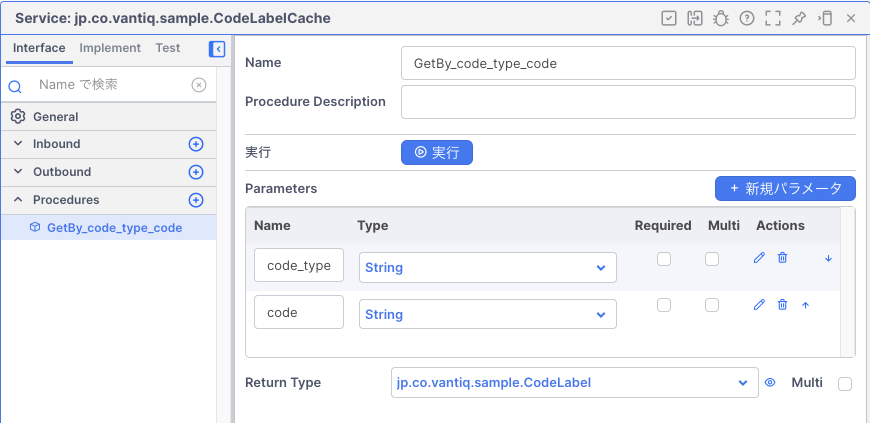 Service: jp.co.vantiq.sample.CodeLabelCache
Interface Implement Test
Name で検索
General
Inbound
Outbound
Procedures
GetBy_code_type_code
Name GetBy_code_type_code
Procedure Description
実行 実行
Parameters + 新規パラメータ
Name Type Required Multi Actions
code_type String
code String
Return Type jp.co.vantiq.sample.CodeLabel Multi